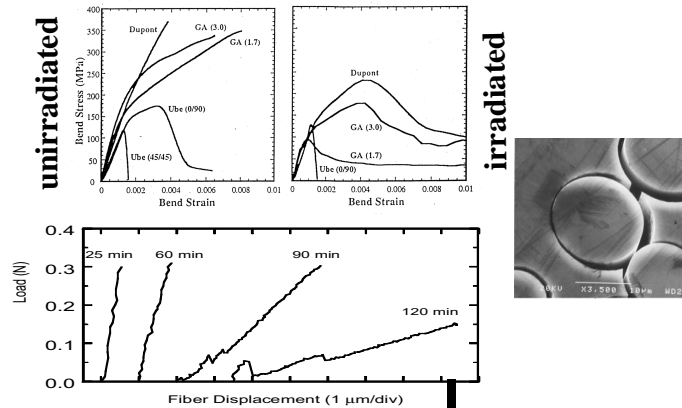 unirradiated
Bend Stress (MPa)
400
350
300
250
200
150
100
50
0
Dupont
GA (3.0)
GA (1.7)
Ube (0/90)
Ube (45/45)
0 0.002 0.004 0.006 0.008 0.01
Bend Strain
Dupont
GA (3.0)
GA (1.7)
Ube (0/90)
0 0.002 0.004 0.006 0.008 0.01
Bend Strain
irradiated
Load (N)
0.4
0.3
0.2
0.1
0.0
25 min 60 min 90 min
120 min
Fiber Displacement (1 μm/div)
X3,500 10μm WD2